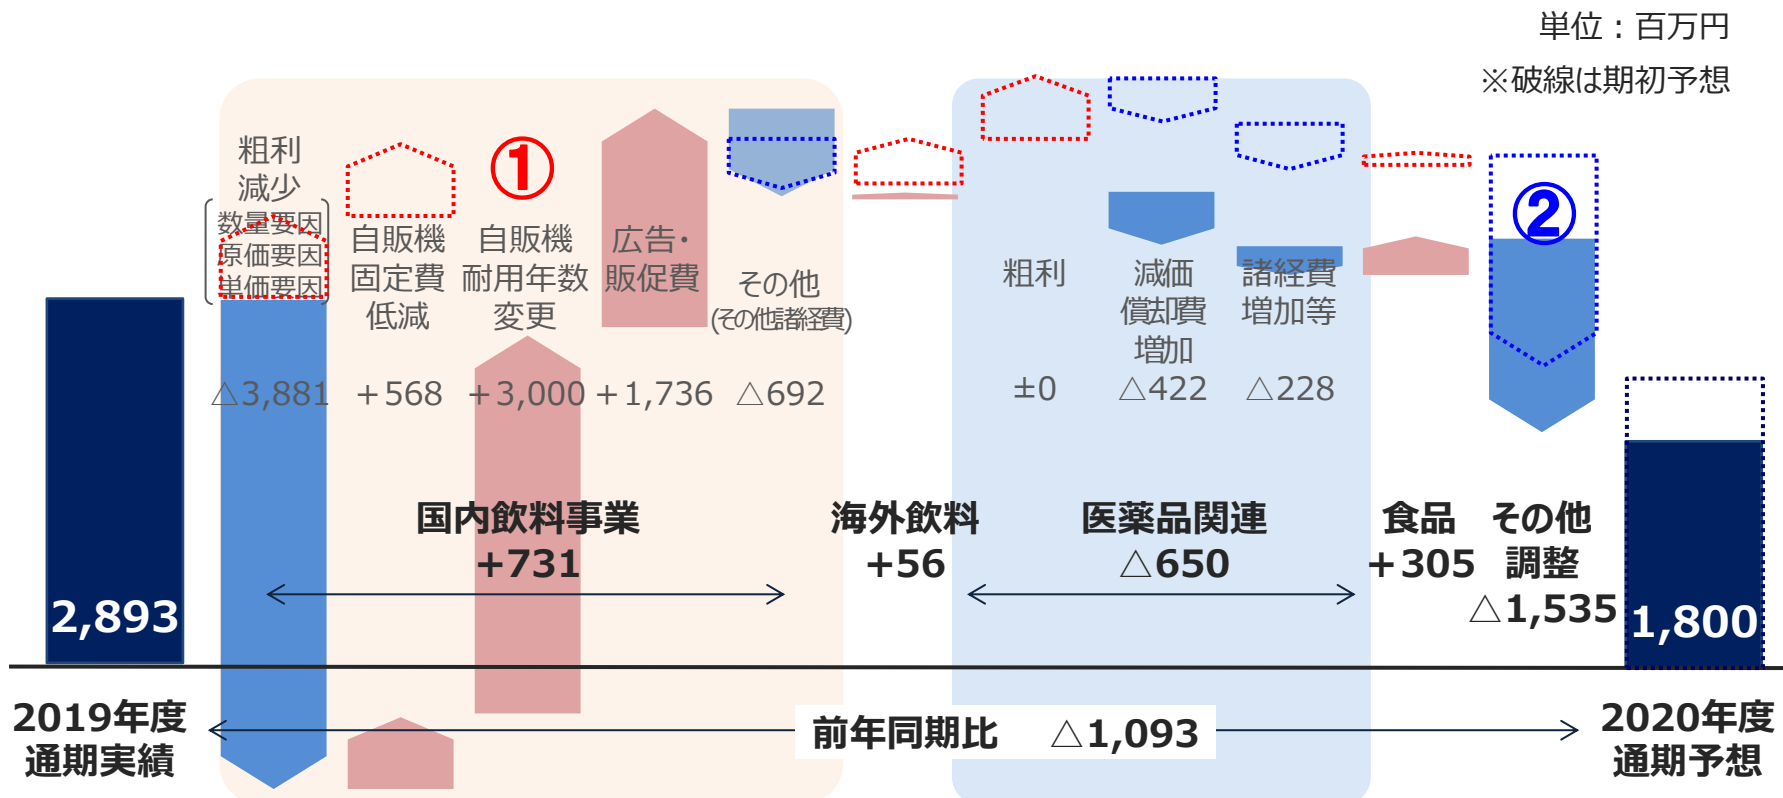 単位：百万円
※破線は期初予想
粗利
減少
数量要因
原価要因
単価要因
△3,881
自販機
固定費
低減
+568
①
自販機
耐用年数
変更
+3,000
広告・
販促費
+1,736
その他
(その他諸経費)
△692
粗利
±0
減価
償却費
増加
△422
諸経費
増加等
△228
②
国内飲料事業
+731
海外飲料
+56
医薬品関連
△650
食品
+305
その他
調整
△1,535
2,893
1,800
2019年度
通期実績
前年同期比 △1,093
2020年度
通期予想